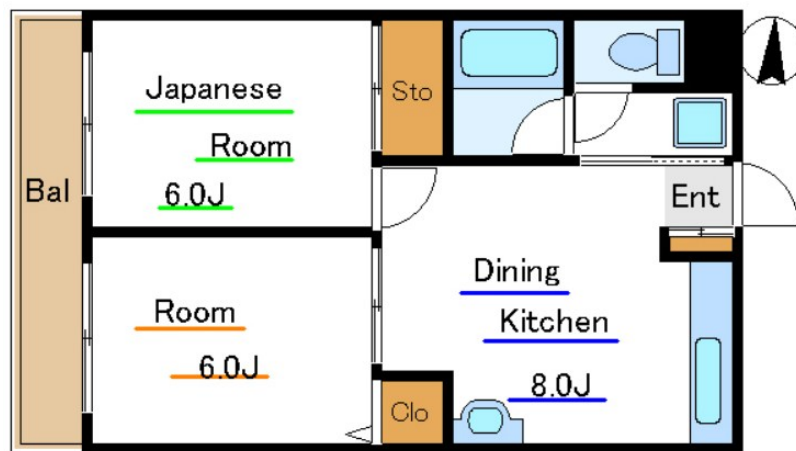 Japanese
Room
6.0J
Sto
Bal
Ent
Dining
Kitchen
8.0J
Room
6.0J
Clo